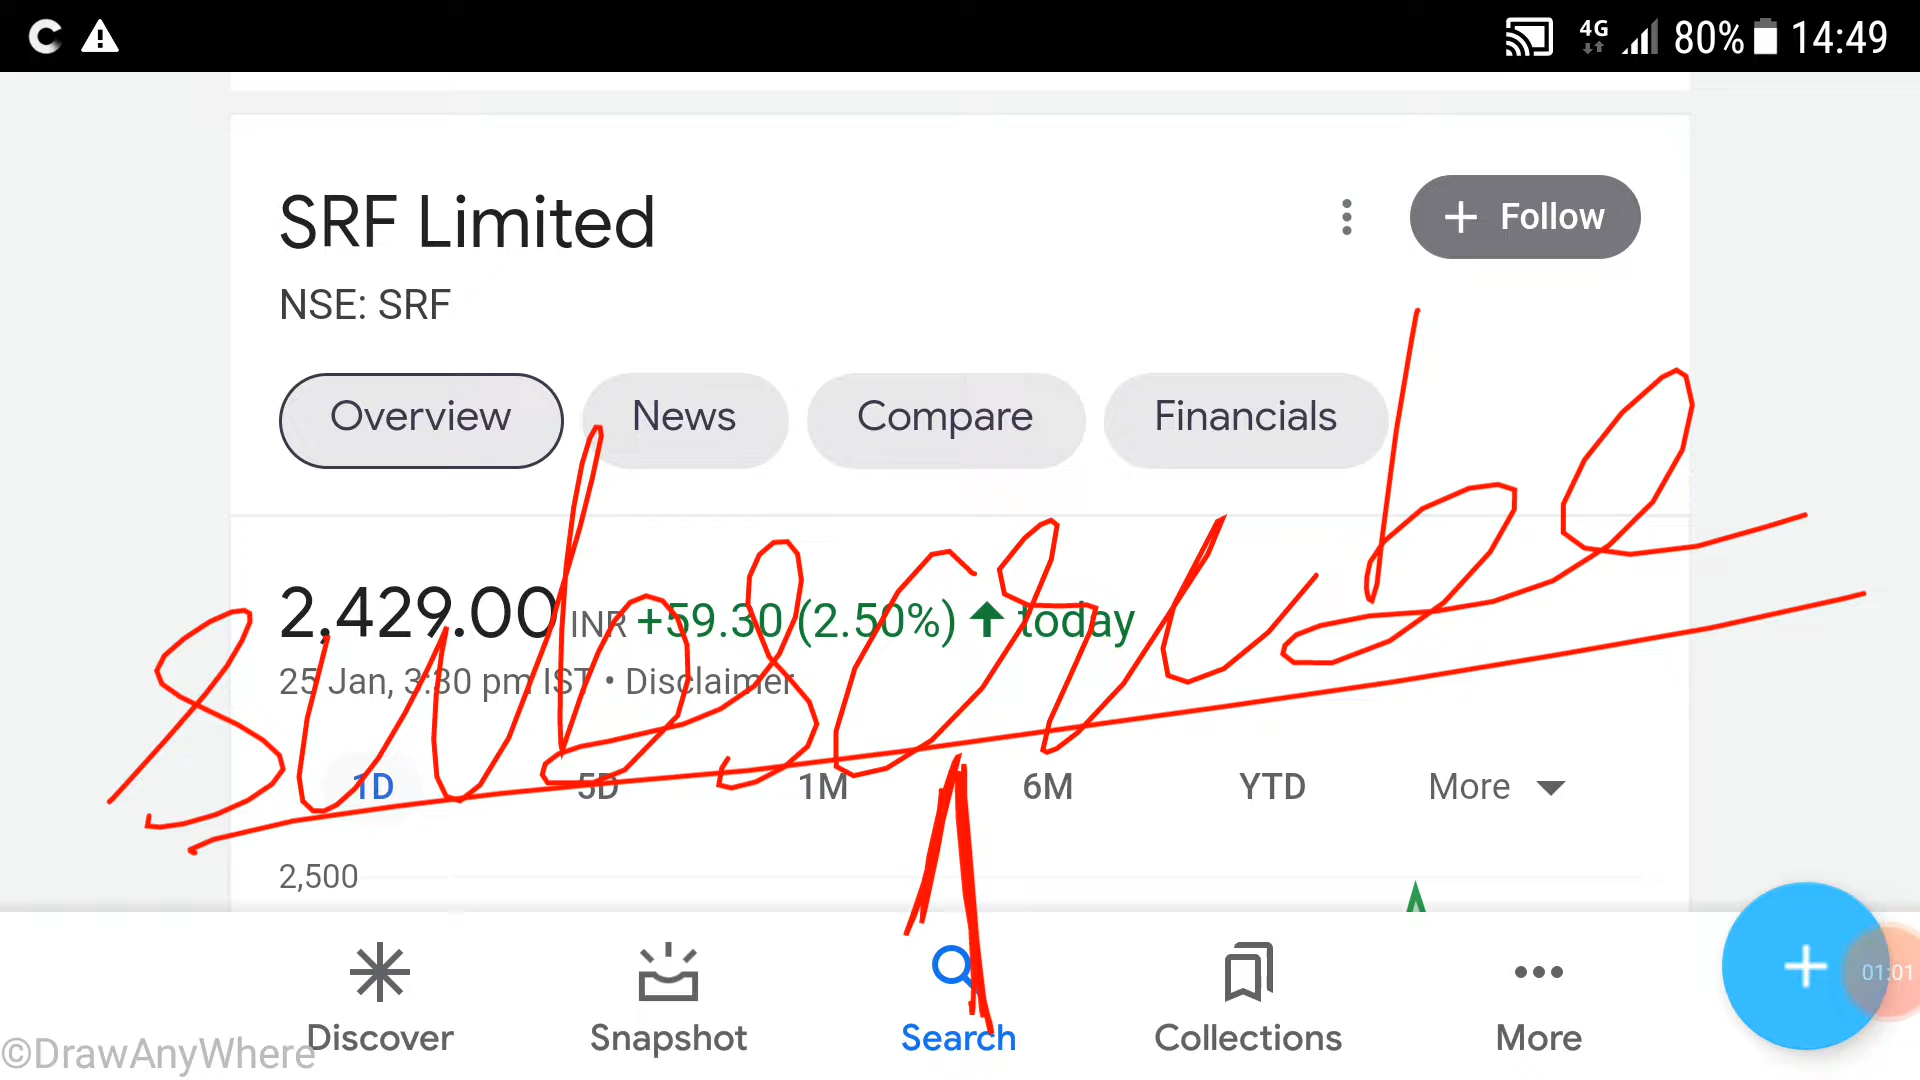 4G 80% 14:49
SRF Limited
+ Follow
NSE: SRF
Overview News Compare Financials
2,429.00 INR +59.30 (2.50%) ↑ today
25 Jan, 3:30 pm IST • Disclaimer
subscribe
1D 5D 1M 6M YTD More
2,500
+ 01:01
Discover Snapshot Search Collections More
©DrawAnyWhere